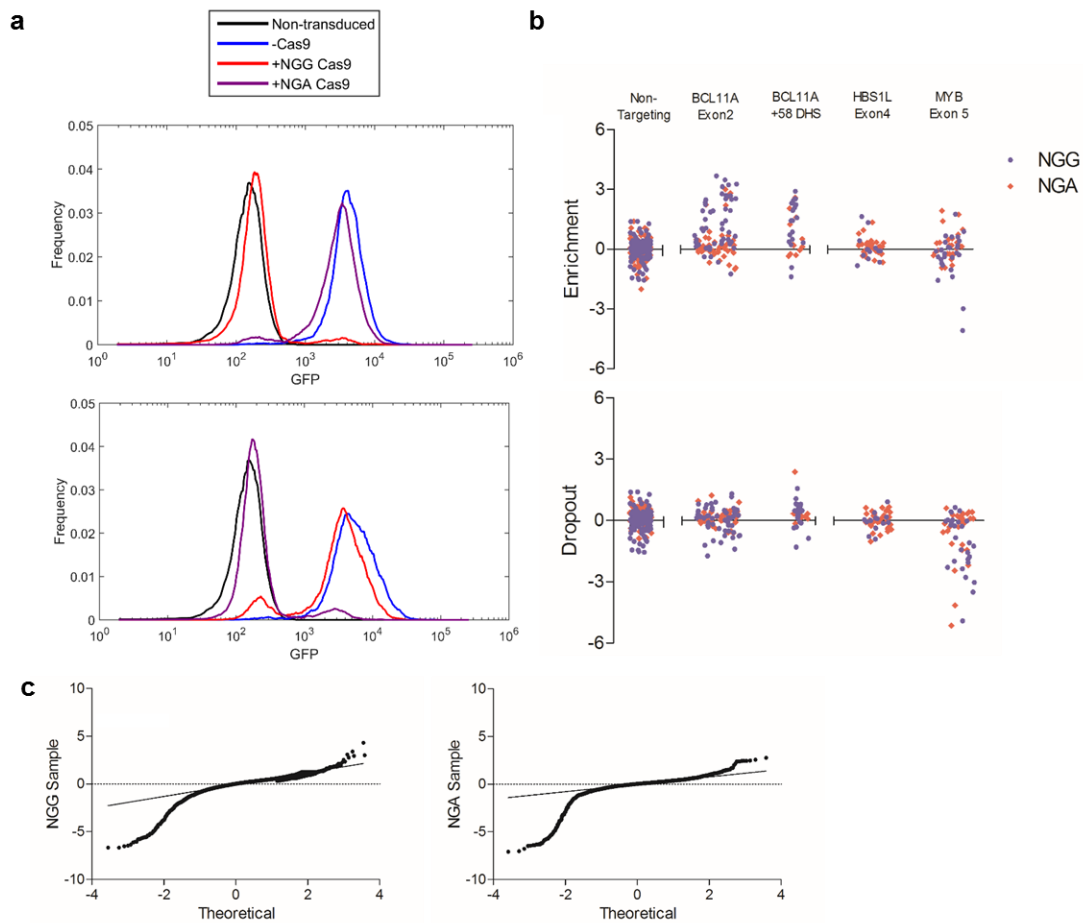 a
Non-transduced
-Cas9
+NGG Cas9
+NGA Cas9
0.05
0.04
0.03
0.02
0.01
0
Frequency
10^0 10^1 10^2 10^3 10^4 10^5 10^6
GFP
0.05
0.04
0.03
0.02
0.01
0
Frequency
10^0 10^1 10^2 10^3 10^4 10^5 10^6
GFP
b
Non-
Targeting
BCL11A
Exon2
BCL11A
+58 DHS
HBS1L
Exon4
MYB
Exon 5
NGG
NGA
6
3
0
-3
-6
Enrichment
6
3
0
-3
-6
Dropout
c
10
5
0
-5
-10
NGG Sample
-4 -2 0 2 4
Theoretical
10
5
0
-5
-10
NGA Sample
-4 -2 0 2 4
Theoretical